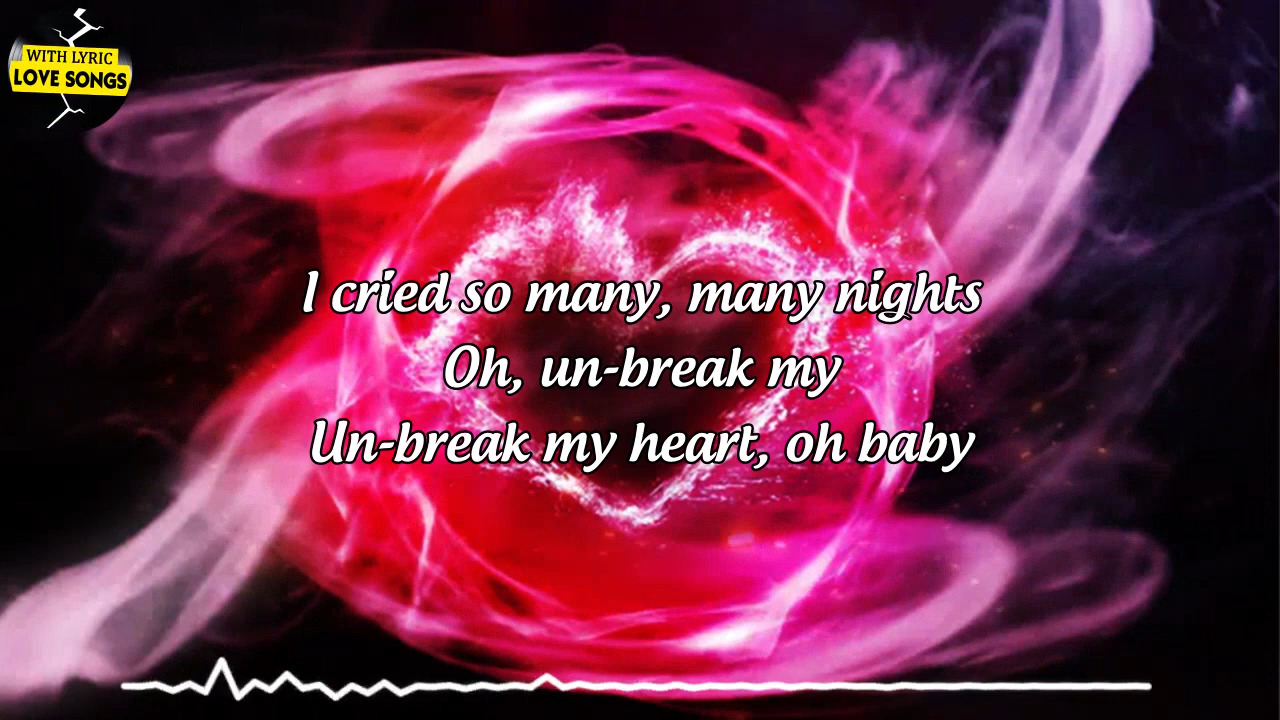 WITH LYRIC
LOVE SONGS
I cried so many, many nights
Oh, un-break my
Un-break my heart, oh baby